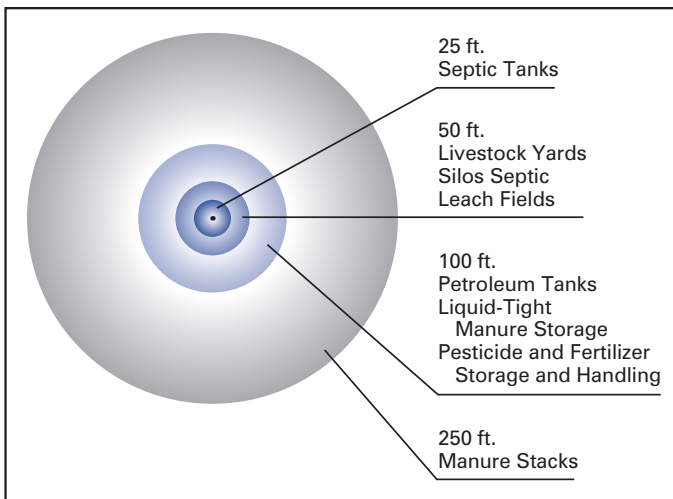 25 ft.
Septic Tanks
50 ft.
Livestock Yards
Silos Septic
Leach Fields
100 ft.
Petroleum Tanks
Liquid-Tight
Manure Storage
Pesticide and Fertilizer
Storage and Handling
250 ft.
Manure Stacks